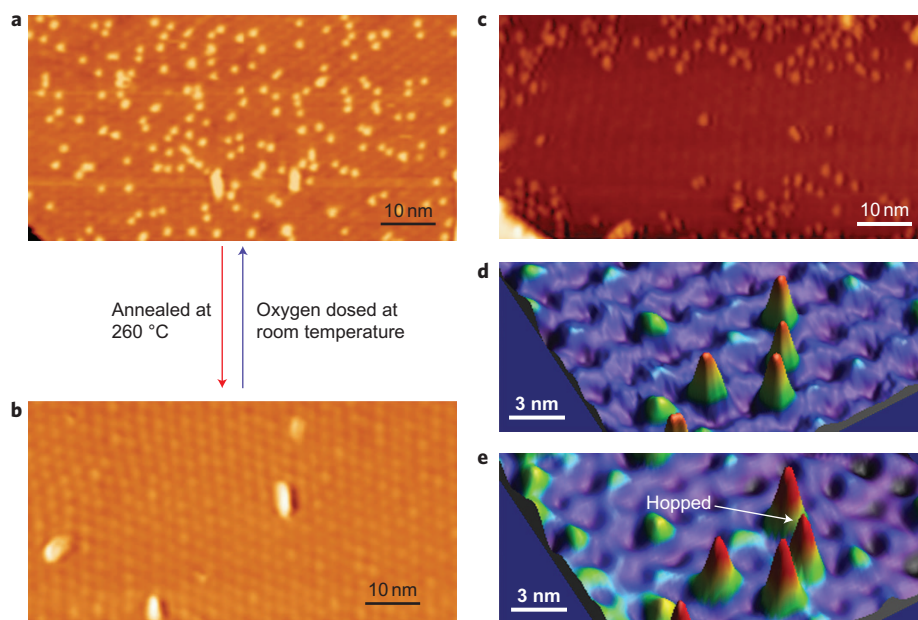 a
10 nm
Annealed at
260 °C
Oxygen dosed at
room temperature
b
10 nm
c
10 nm
d
3 nm
e
Hopped
3 nm